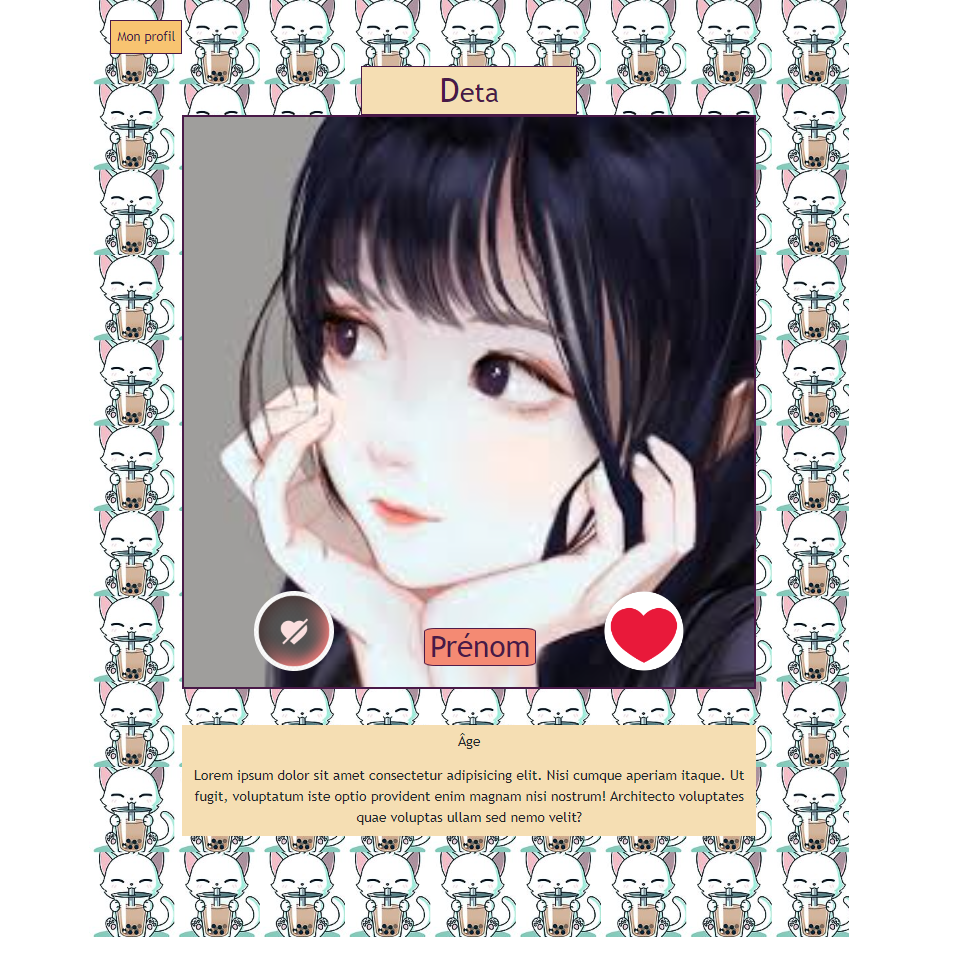 Mon profil
Deta
Prénom
Âge
Lorem ipsum dolor sit amet consectetur adipisicing elit. Nisi cumque aperiam itaque. Ut
fugit, voluptatum iste optio provident enim magnam nisi nostrum! Architecto voluptates
quae voluptas ullam sed nemo velit?